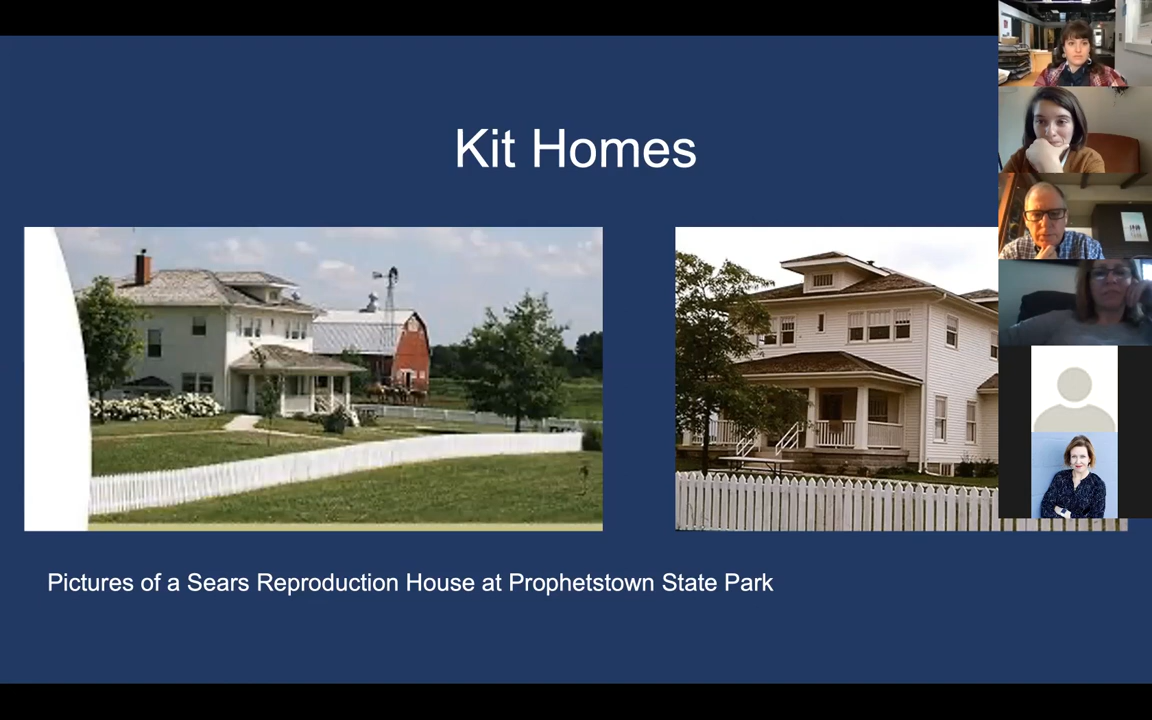 Kit Homes
Pictures of a Sears Reproduction House at Prophetstown State Park